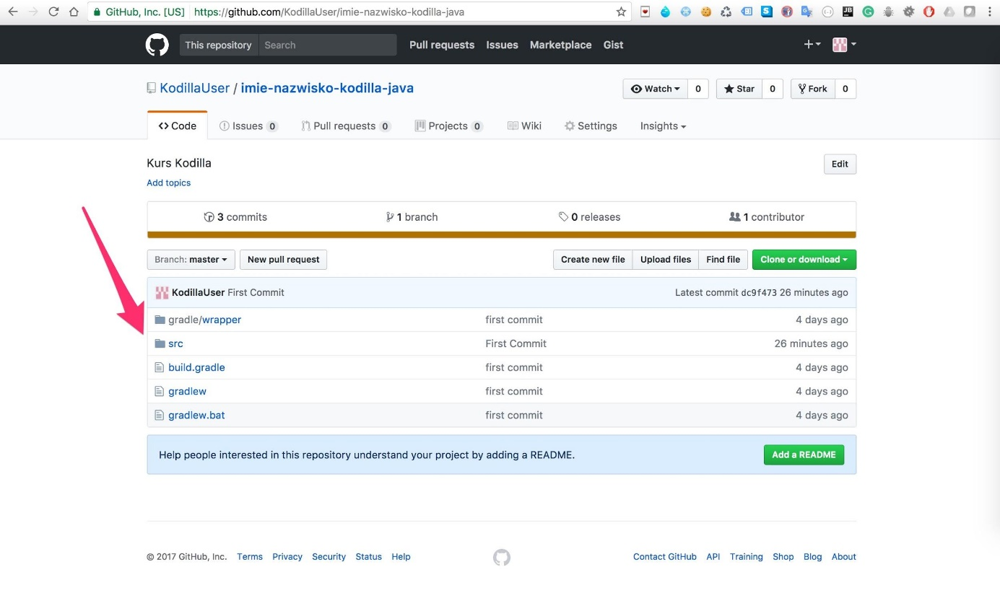 GitHub, Inc. [US] https://github.com/KodillaUser/imie-nazwisko-kodilla-java
This repository Search Pull requests Issues Marketplace Gist
KodillaUser / imie-nazwisko-kodilla-java Watch 0 Star 0 Fork 0
Code Issues 0 Pull requests 0 Projects 0 Wiki Settings Insights
Kurs Kodilla Edit
Add topics
3 commits 1 branch 0 releases 1 contributor
Branch: master New pull request Create new file Upload files Find file Clone or download
KodillaUser First Commit Latest commit dc9f473 26 minutes ago
gradle/wrapper first commit 4 days ago
src First Commit 26 minutes ago
build.gradle first commit 4 days ago
gradlew first commit 4 days ago
gradlew.bat first commit 4 days ago
Help people interested in this repository understand your project by adding a README. Add a README
© 2017 GitHub, Inc. Terms Privacy Security Status Help Contact GitHub API Training Shop Blog About